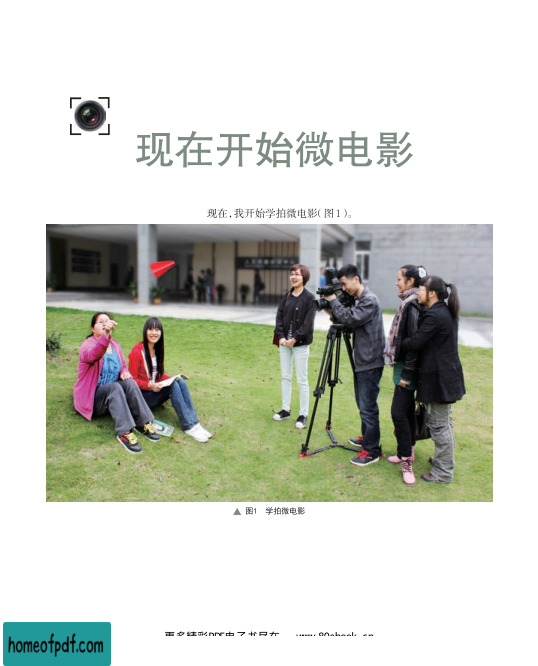 现在开始微电影
现在，我开始学拍微电影(图1)。
▲ 图1 学拍微电影
更多精彩PDF电子书尽在 www.80ebook.cn
homeofpdf.com